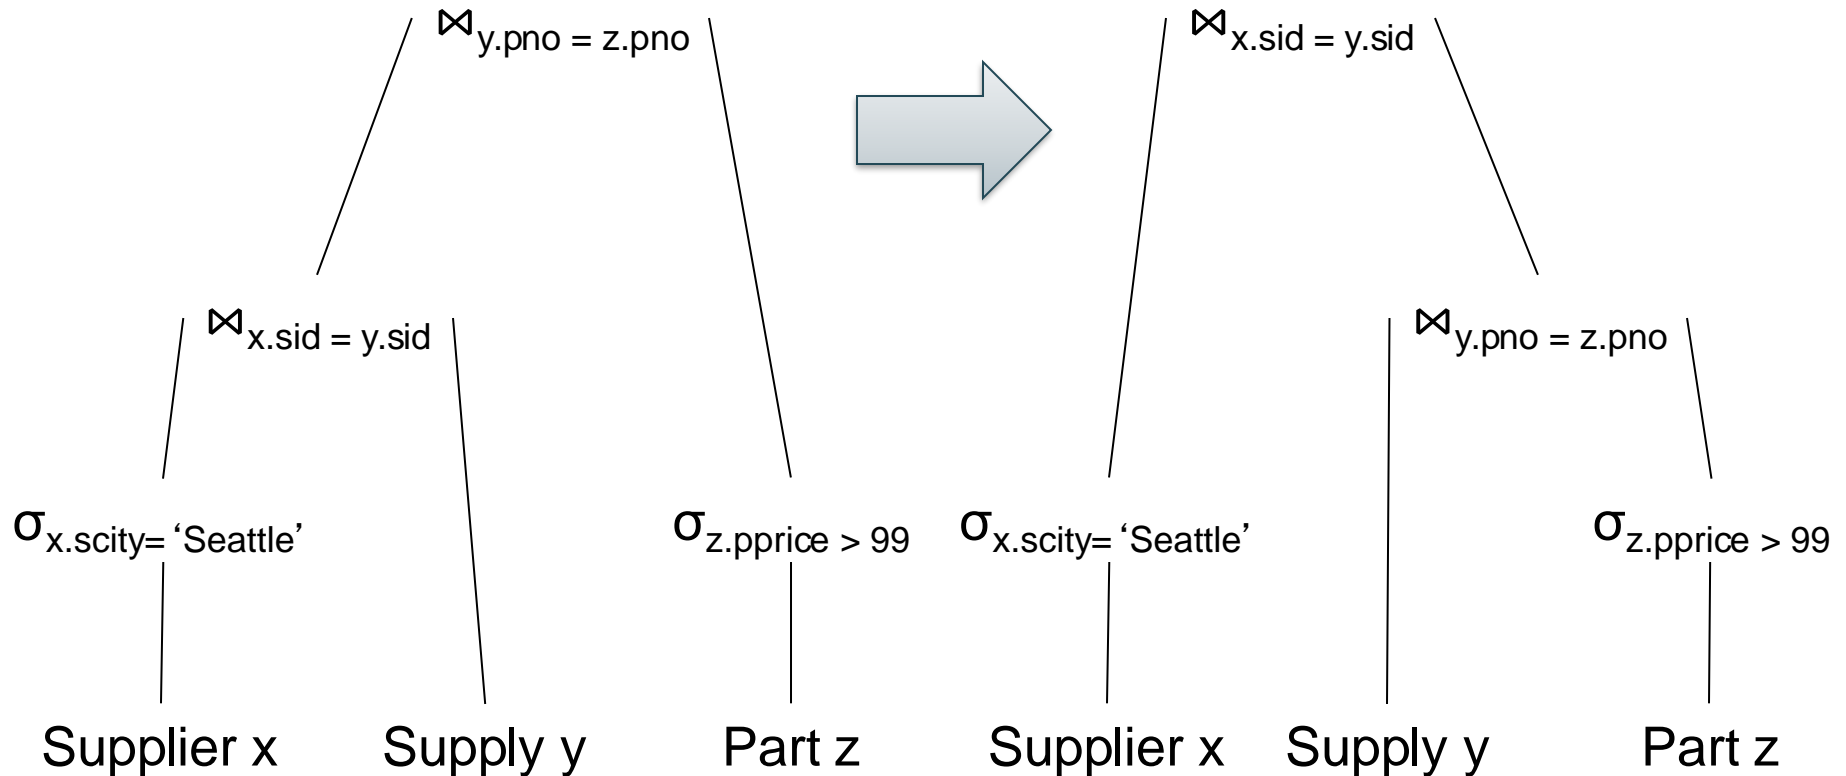 ⋈y.pno = z.pno
⋈x.sid = y.sid
σx.scity= ‘Seattle’
σz.pprice > 99
Supplier x
Supply y
Part z
⋈x.sid = y.sid
⋈y.pno = z.pno
σx.scity= ‘Seattle’
σz.pprice > 99
Supplier x
Supply y
Part z